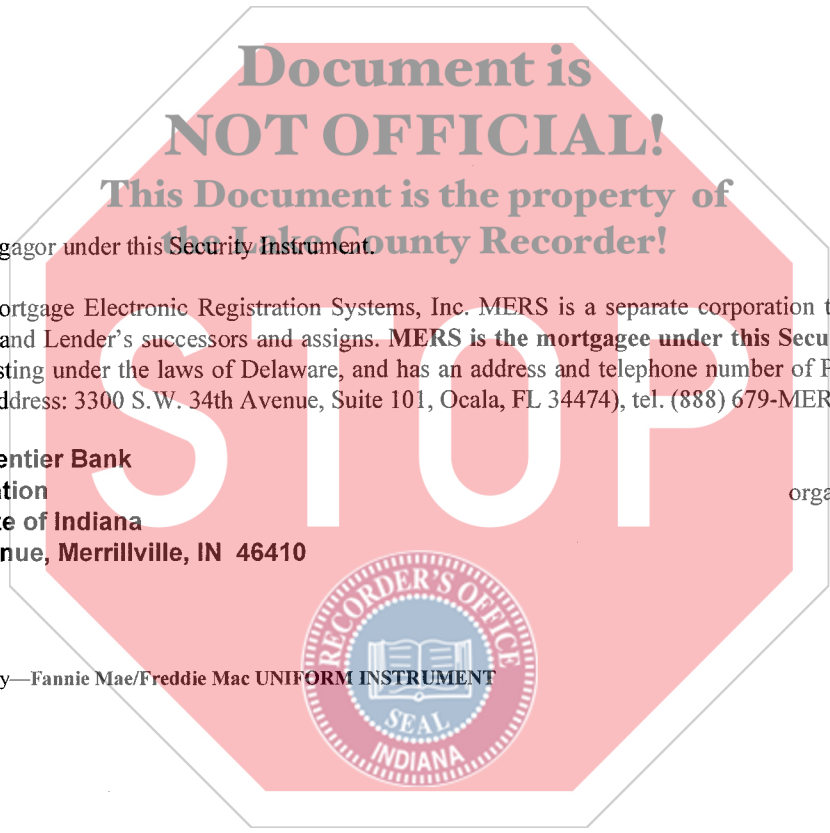 Document is
NOT OFFICIAL!
This Document is the property of
the Lake County Recorder!
gagor under this Security Instrument.
ortgage Electronic Registration Systems, Inc. MERS is a separate corporation t
and Lender's successors and assigns. MERS is the mortgagee under this Secu
sting under the laws of Delaware, and has an address and telephone number of P
ddress: 3300 S.W. 34th Avenue, Suite 101, Ocala, FL 34474), tel. (888) 679-MER
STOP
entier Bank
tion
orga
te of Indiana
nue, Merrillville, IN 46410
RECORDER'S OFFICE
SEAL
INDIANA
y—Fannie Mae/Freddie Mac UNIFORM INSTRUMENT